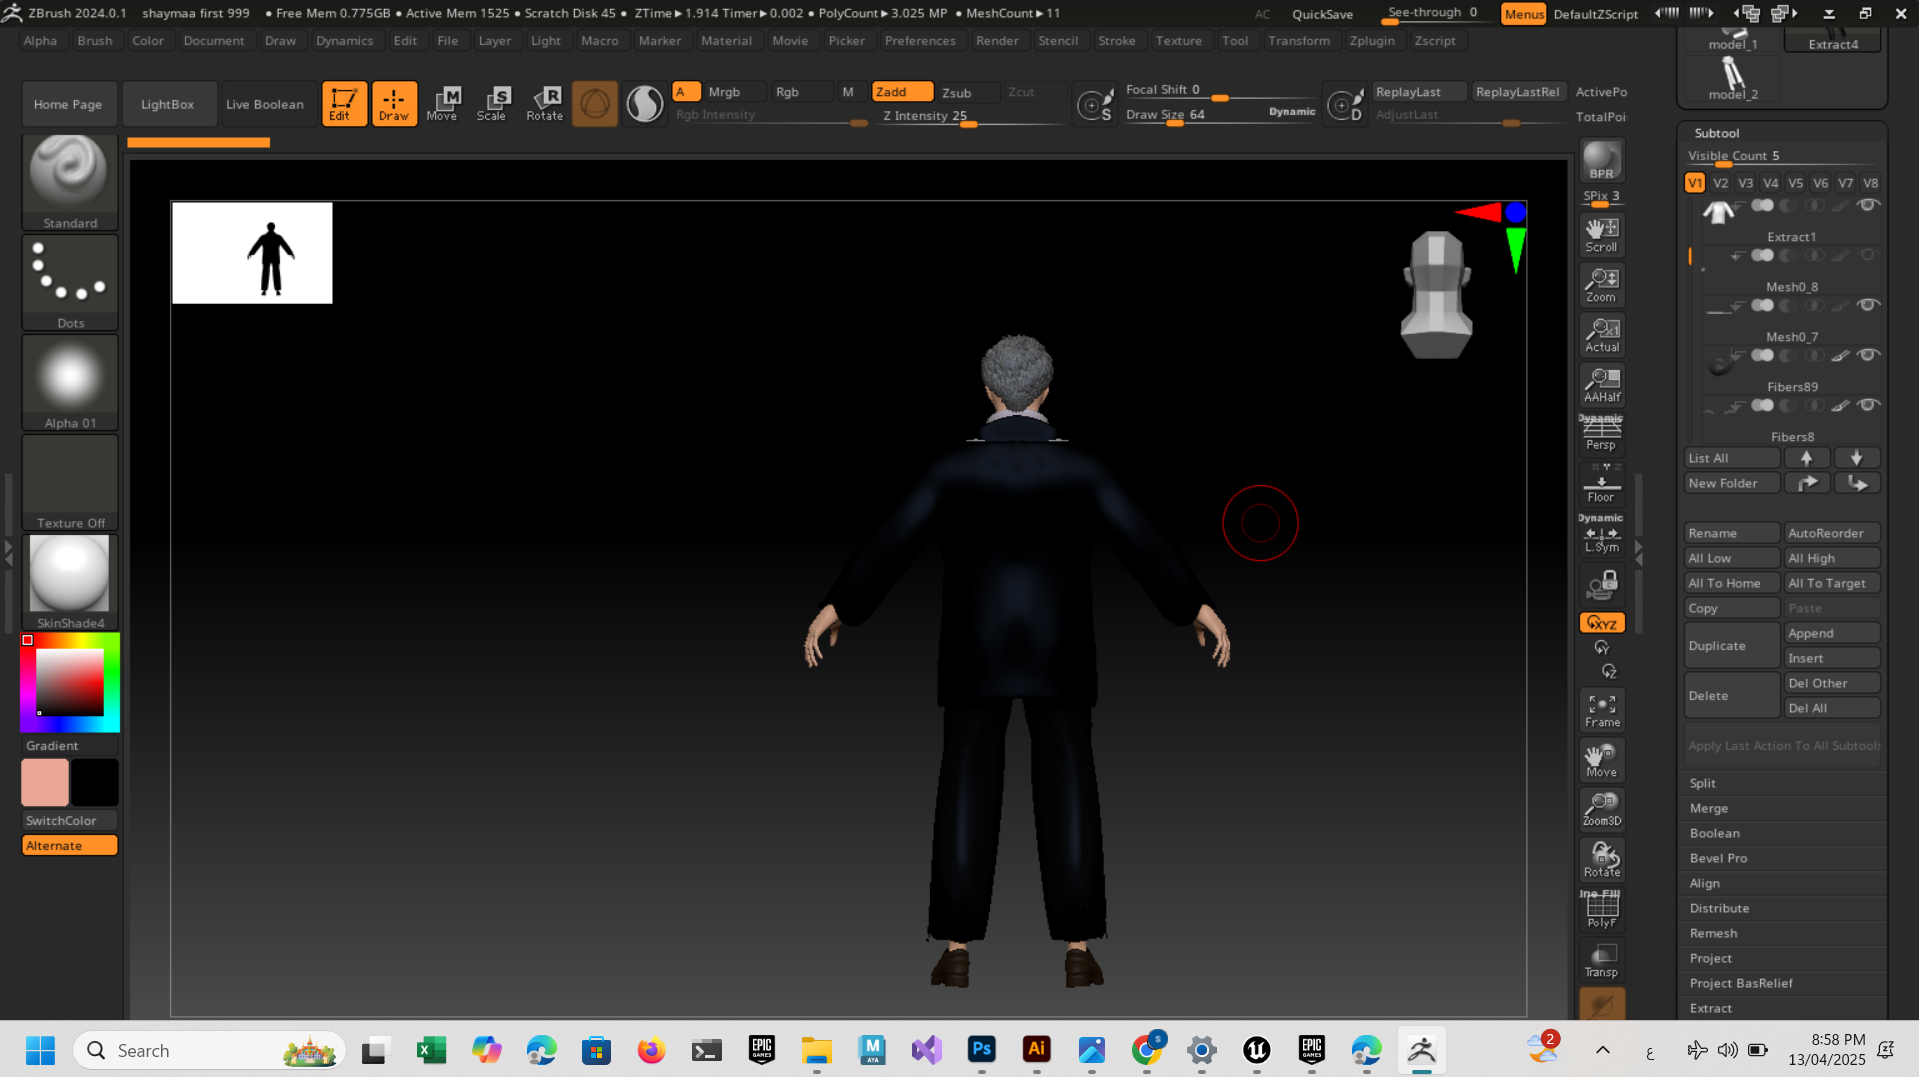 ZBrush 2024.0.1 shaymaa first 999 • Free Mem 0.775GB • Active Mem 1525 • Scratch Disk 45 • ZTime▸1.914 Timer▸0.002 • PolyCount▸3.025 MP • MeshCount▸11 AC QuickSave See-through 0 Menus DefaultZScript
Alpha Brush Color Document Draw Dynamics Edit File Layer Light Macro Marker Material Movie Picker Preferences Render Stencil Stroke Texture Tool Transform Zplugin Zscript
Home Page LightBox Live Boolean Edit Draw Move Scale Rotate
A Mrgb Rgb M Zadd Zsub Zcut
Rgb Intensity Z Intensity 25
Focal Shift 0
Draw Size 64 Dynamic
ReplayLast ReplayLastRel ActivePo
AdjustLast TotalPoi
Standard
Dots
Alpha 01
Texture Off
SkinShade4
Gradient
SwitchColor
Alternate
BPR
SPix 3
Scroll
Zoom
Actual
AAHalf
Dynamic
Persp
Floor
Dynamic
L.Sym
XYZ
Y
Z
Frame
Move
Zoom3D
Rotate
Line Fill
PolyF
Transp
model_1 Extract4
model_2
Subtool
Visible Count 5
V1 V2 V3 V4 V5 V6 V7 V8
Extract1
Mesh0_8
Mesh0_7
Fibers89
Fibers8
List All
New Folder
Rename AutoReorder
All Low All High
All To Home All To Target
Copy Paste
Duplicate Append
Insert
Delete Del Other
Del All
Apply Last Action To All Subtools
Split
Merge
Boolean
Bevel Pro
Align
Distribute
Remesh
Project
Project BasRelief
Extract
Search
EPIC GAMES
M AYA
Ps
Ai
S
EPIC GAMES
2
ع
8:58 PM
13/04/2025